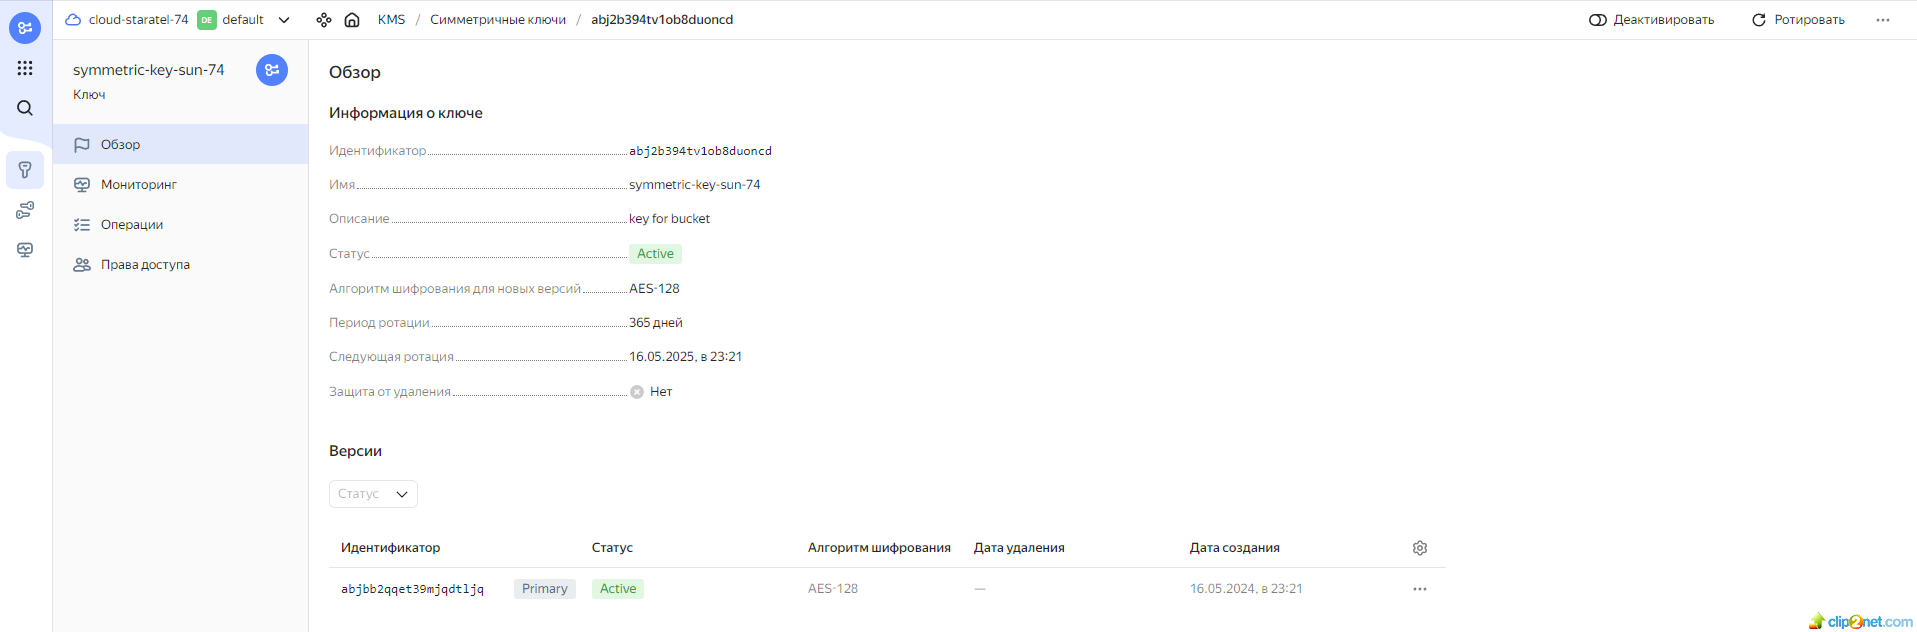 cloud-staratel-74 DE default KMS / Симметричные ключи / abj2b394tv1ob8duoncd Деактивировать Ротировать
symmetric-key-sun-74
Ключ
Обзор
Мониторинг
Операции
Права доступа
Обзор
Информация о ключе
Идентификатор abj2b394tv1ob8duoncd
Имя symmetric-key-sun-74
Описание key for bucket
Статус Active
Алгоритм шифрования для новых версий AES-128
Период ротации 365 дней
Следующая ротация 16.05.2025, в 23:21
Защита от удаления Нет
Версии
Статус
Идентификатор Статус Алгоритм шифрования Дата удаления Дата создания
abjbb2qqet39mjqdtljq Primary Active AES-128 — 16.05.2024, в 23:21
clip2net.com